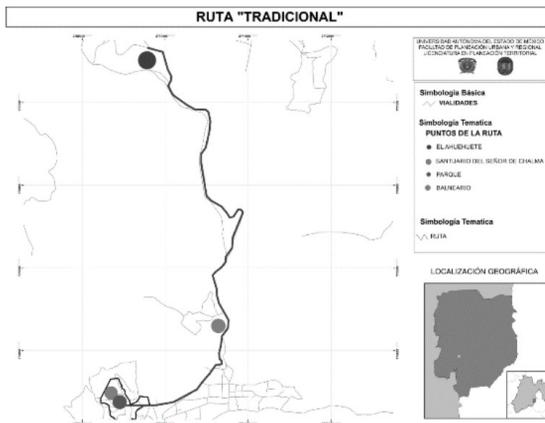 RUTA "TRADICIONAL"
UNIVERSIDAD AUTÓNOMA DEL ESTADO DE MÉXICO
FACULTAD DE PLANEACIÓN URBANA Y REGIONAL
LICENCIATURA EN PLANEACIÓN TERRITORIAL
Simbología Básica
VIALIDADES
Simbología Tematica
PUNTOS DE LA RUTA
EL AHUEHUETE
SANTUARIO DEL SEÑOR DE CHALMA
PARQUE
BALNEARIO
Simbología Tematica
RUTA
LOCALIZACIÓN GEOGRÁFICA